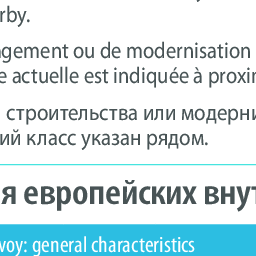 rby.
gement ou de modernisation
e actuelle est indiquée à proxi
строительства или модерни
ий класс указан рядом.
я европейских внут
voy: general characteristics